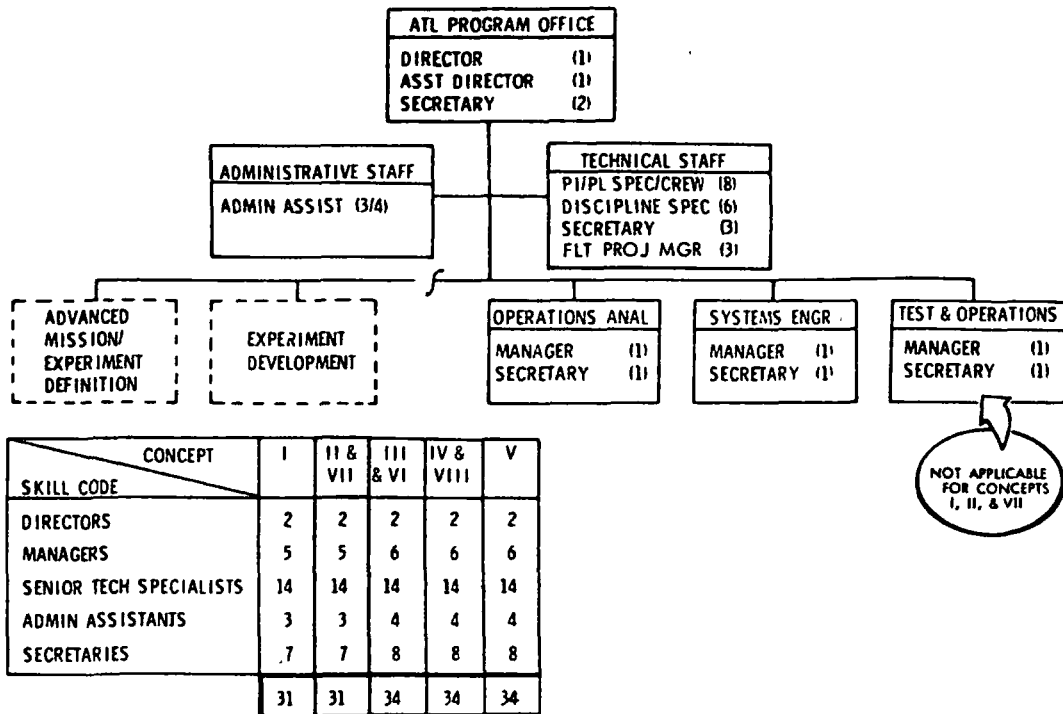 ATL PROGRAM OFFICE
DIRECTOR (1)
ASST DIRECTOR (1)
SECRETARY (2)
ADMINISTRATIVE STAFF
ADMIN ASSIST (3/4)
TECHNICAL STAFF
PI/PL SPEC/CREW (8)
DISCIPLINE SPEC (6)
SECRETARY (3)
FLT PROJ MGR (3)
ADVANCED
MISSION/
EXPERIMENT
DEFINITION
EXPERIMENT
DEVELOPMENT
OPERATIONS ANAL
MANAGER (1)
SECRETARY (1)
SYSTEMS ENGR
MANAGER (1)
SECRETARY (1)
TEST & OPERATIONS
MANAGER (1)
SECRETARY (1)
NOT APPLICABLE
FOR CONCEPTS
I, II, & VII
CONCEPT I II & VII III & VI IV & VIII V
SKILL CODE
DIRECTORS 2 2 2 2 2
MANAGERS 5 5 6 6 6
SENIOR TECH SPECIALISTS 14 14 14 14 14
ADMIN ASSISTANTS 3 3 4 4 4
SECRETARIES 7 7 8 8 8
31 31 34 34 34